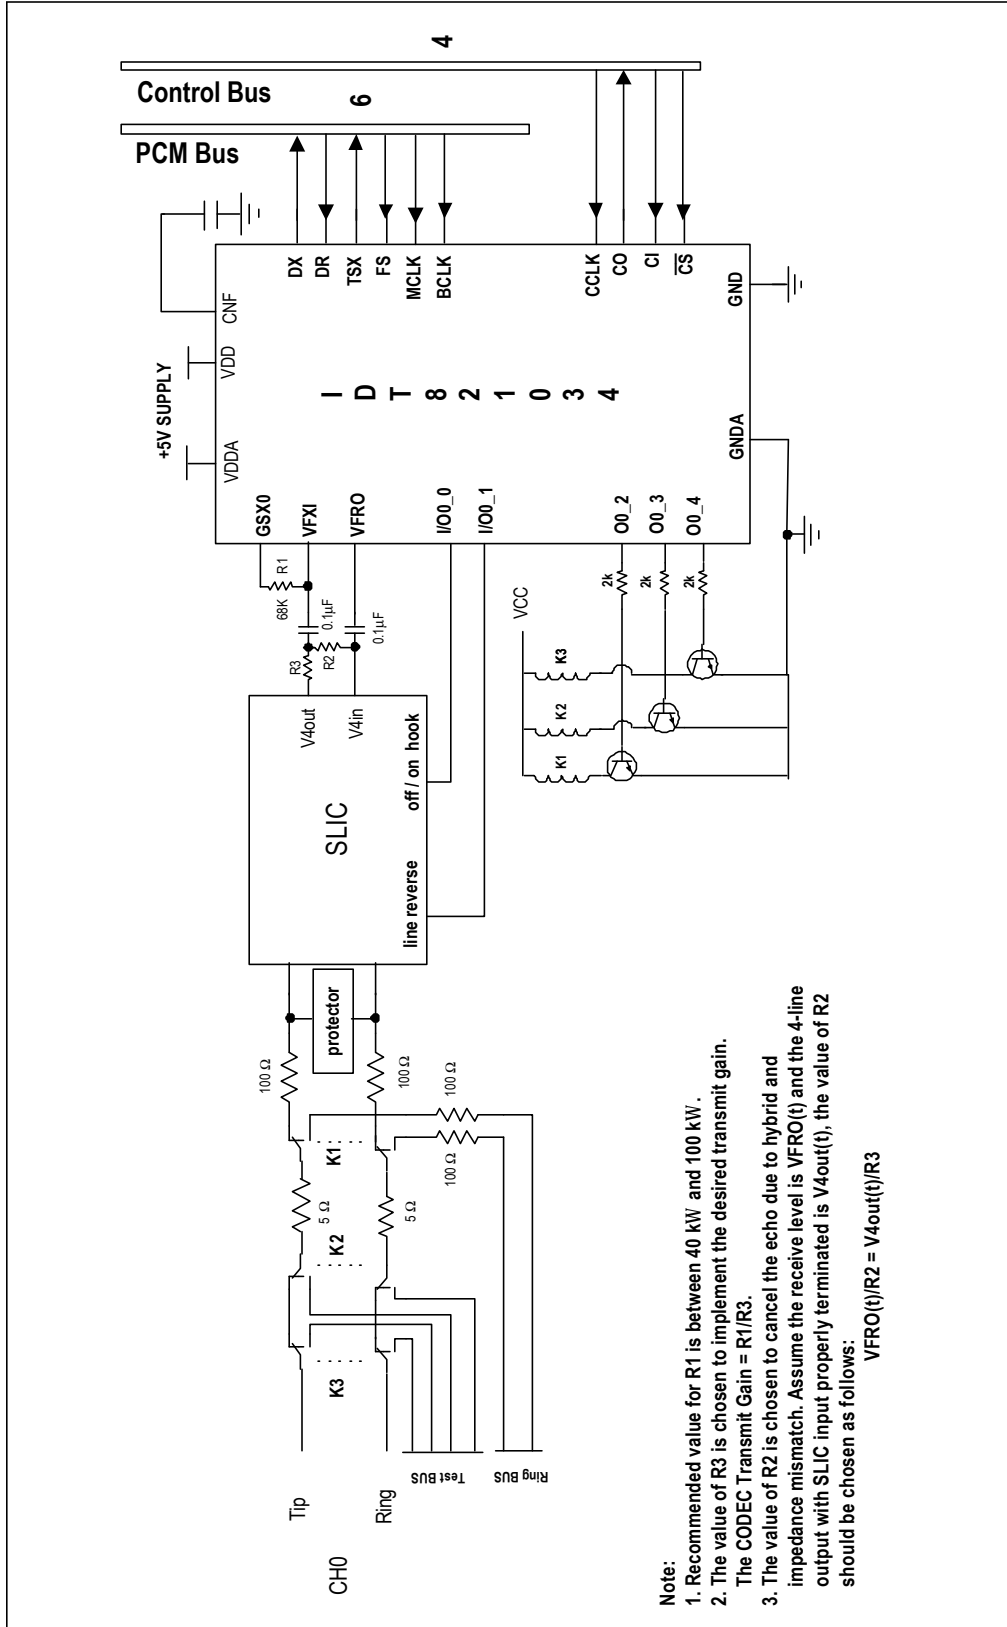 Control Bus
4
PCM Bus
6
+5V SUPPLY
VDDA
VDD
CNF
DX
DR
TSX
FS
MCLK
BCLK
CCLK
CO
CI
CS
IDT821034
GSX0
VFXI
VFRO
I/O0_0
I/O0_1
O0_2
O0_3
O0_4
GNDA
GND
R1
68K
0.1µF
R3
R2
0.1µF
V4out
V4in
SLIC
off / on hook
line reverse
2k
2k
2k
VCC
K1
K2
K3
protector
100 Ω
100 Ω
100 Ω
100 Ω
K1
5 Ω
5 Ω
K2
K3
Tip
Ring
CH0
Test BUS
Ring BUS
Note:
1. Recommended value for R1 is between 40 kW and 100 kW.
2. The value of R3 is chosen to implement the desired transmit gain.
The CODEC Transmit Gain = R1/R3.
3. The value of R2 is chosen to cancel the echo due to hybrid and
impedance mismatch. Assume the receive level is VFRO(t) and the 4-line
output with SLIC input properly terminated is V4out(t), the value of R2
should be chosen as follows:
VFRO(t)/R2 = V4out(t)/R3